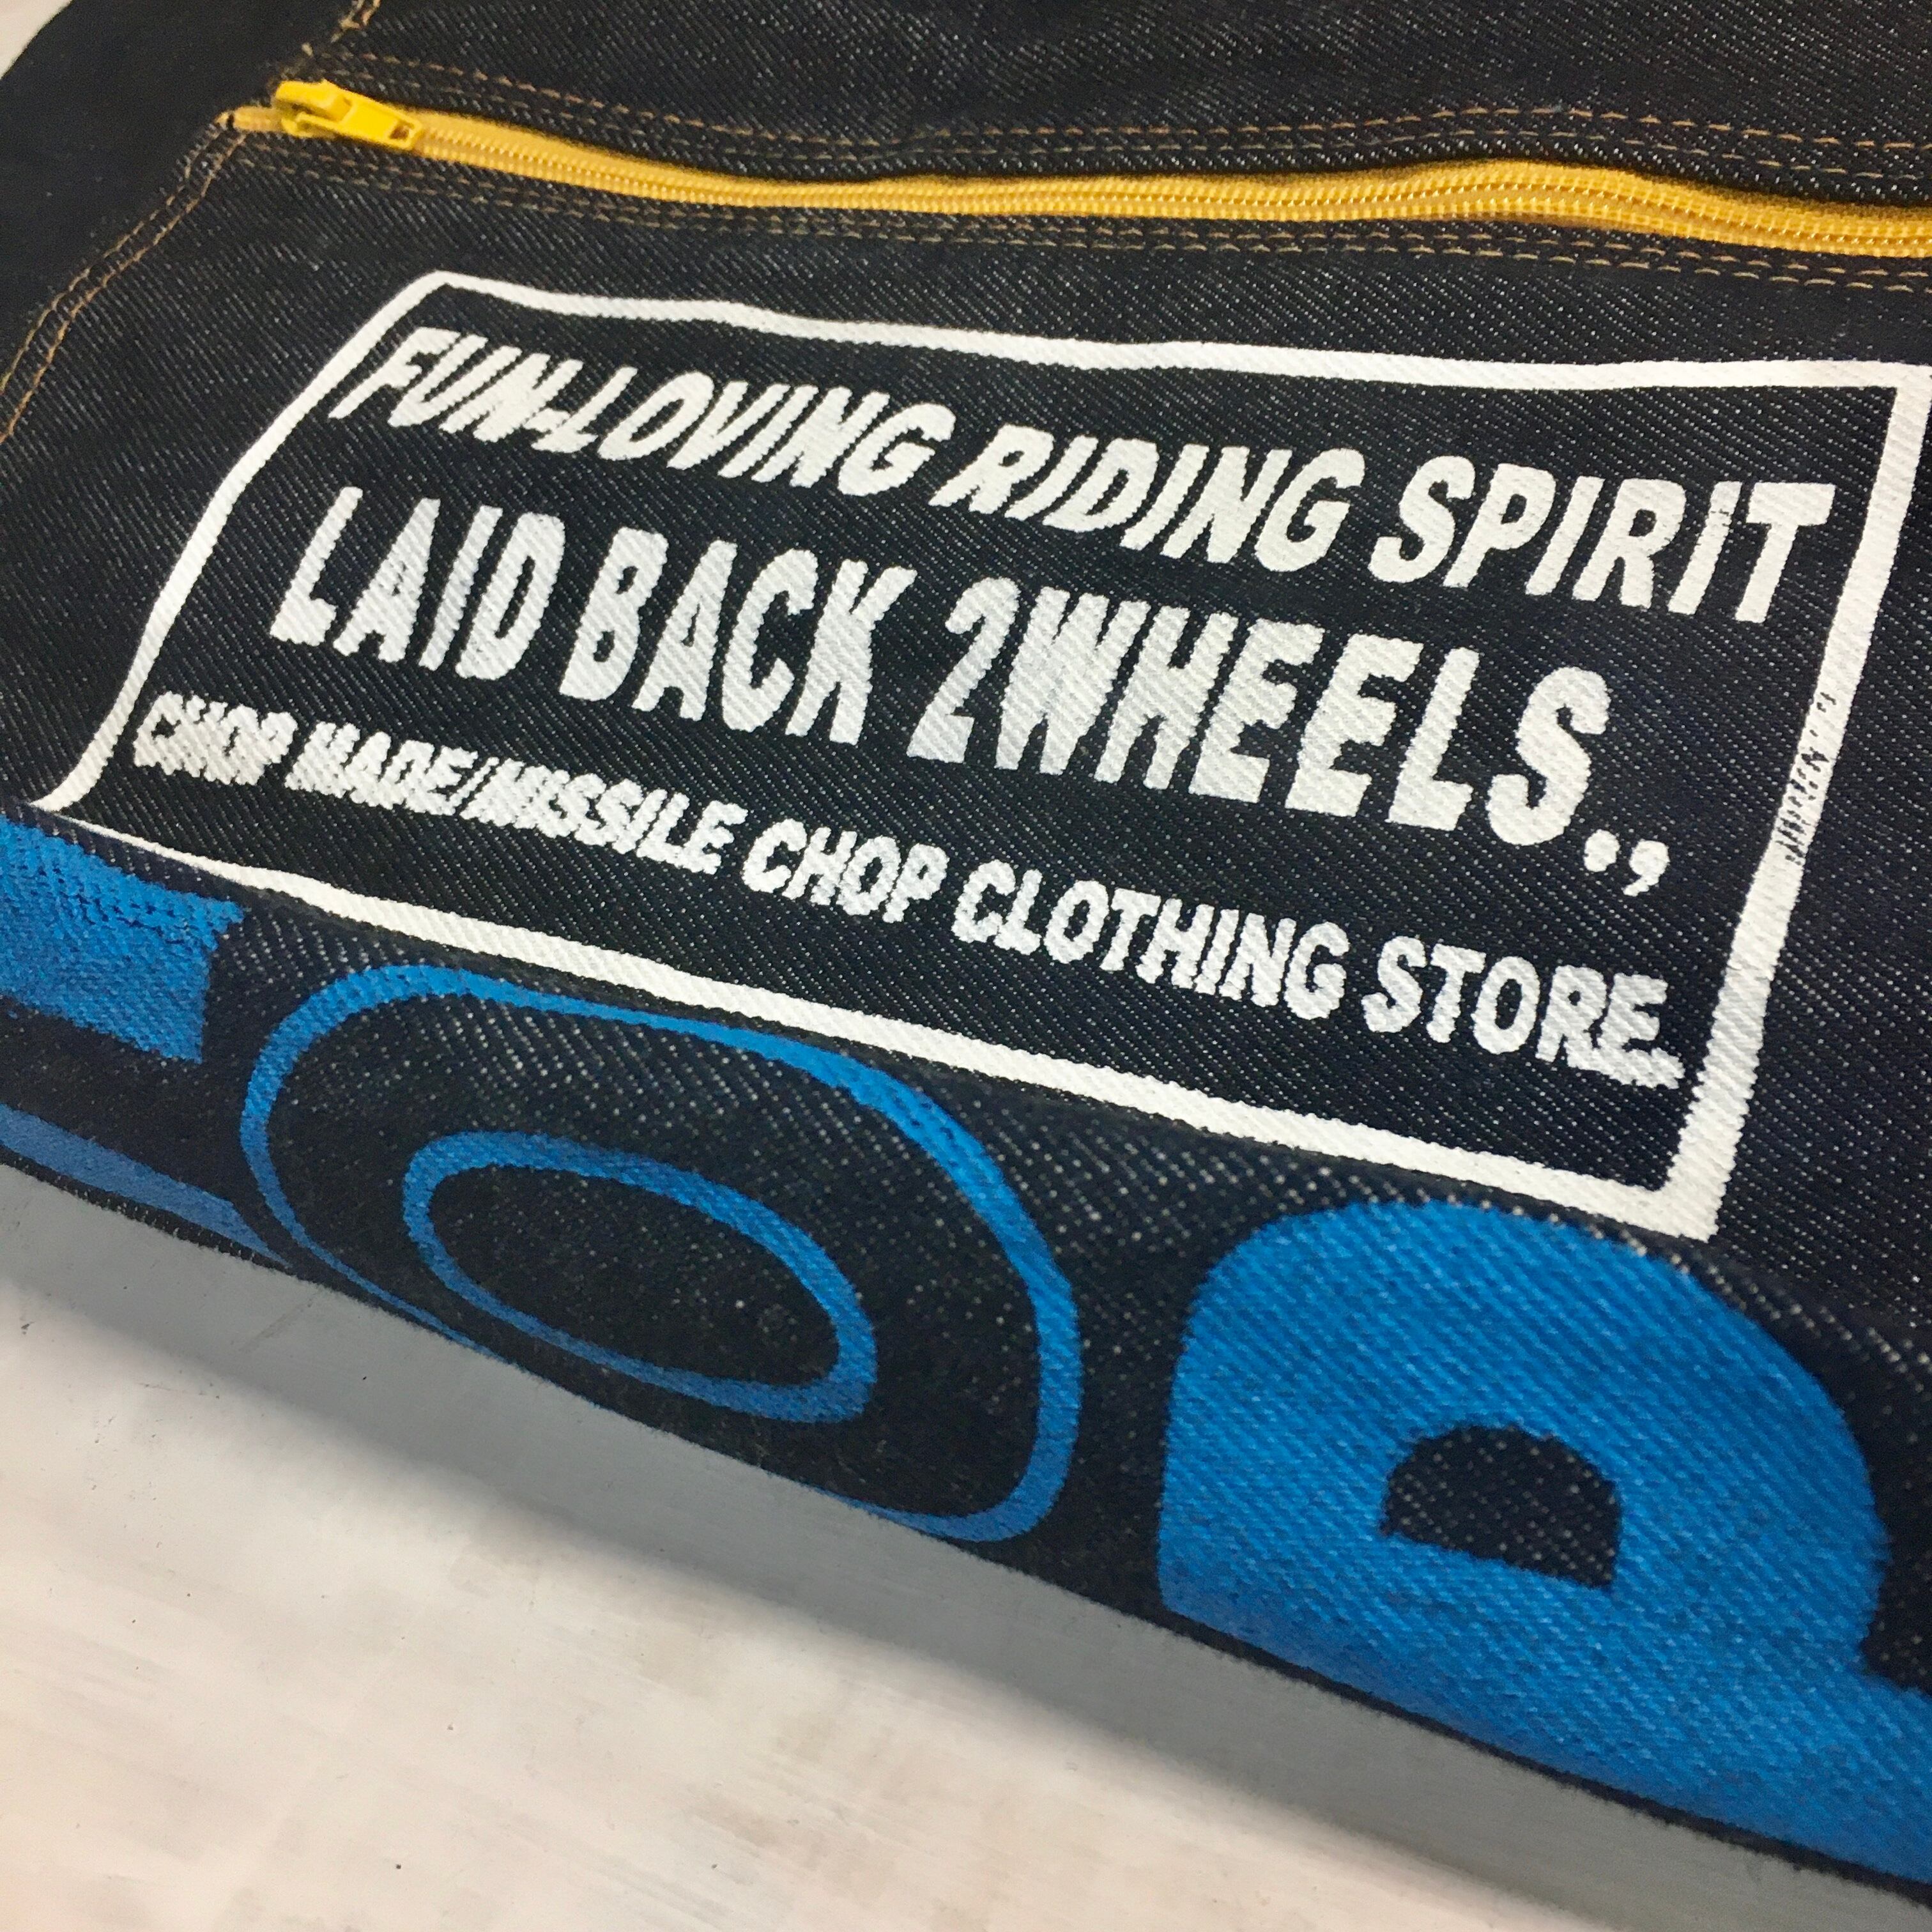 FUN-LOVING RIDING SPIRIT
LAID BACK 2WHEELS.,
CHOP MADE/MISSILE CHOP CLOTHING STORE.